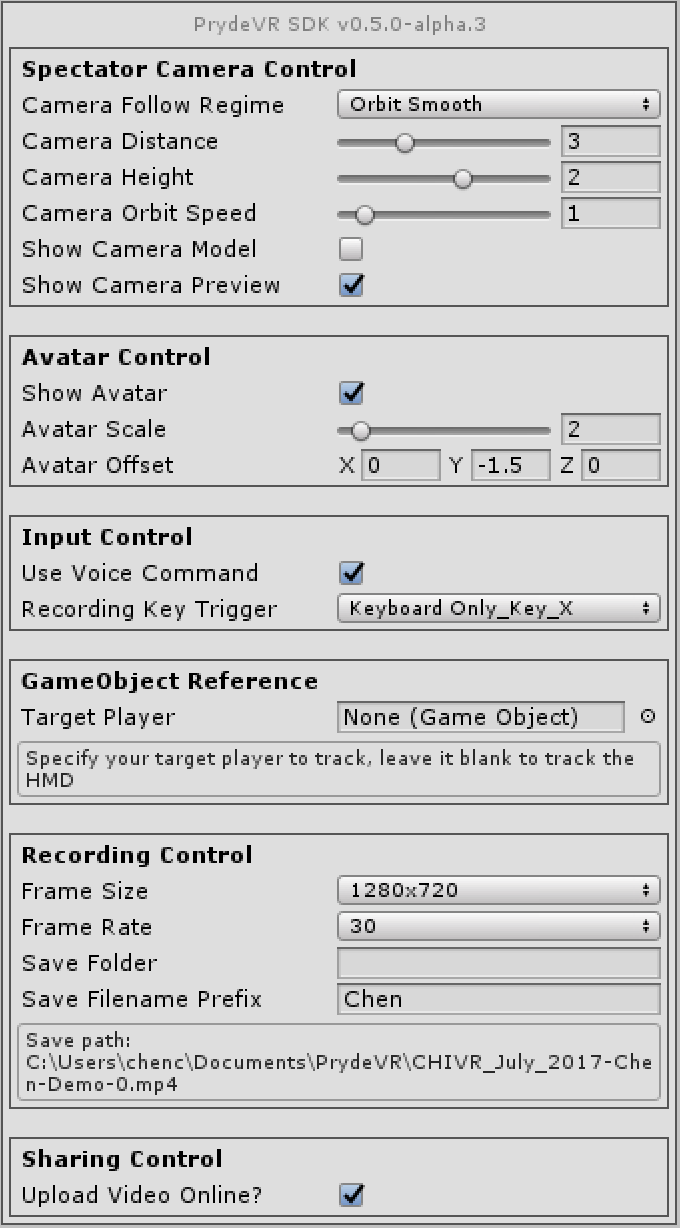 PrydeVR SDK v0.5.0-alpha.3
Spectator Camera Control
Camera Follow Regime Orbit Smooth
Camera Distance 3
Camera Height 2
Camera Orbit Speed 1
Show Camera Model
Show Camera Preview
Avatar Control
Show Avatar
Avatar Scale 2
Avatar Offset X 0 Y -1.5 Z 0
Input Control
Use Voice Command
Recording Key Trigger Keyboard Only_Key_X
GameObject Reference
Target Player None (Game Object)
Specify your target player to track, leave it blank to track the
HMD
Recording Control
Frame Size 1280x720
Frame Rate 30
Save Folder
Save Filename Prefix Chen
Save path:
C:\Users\chenc\Documents\PrydeVR\CHIVR_July_2017-Che
n-Demo-0.mp4
Sharing Control
Upload Video Online?